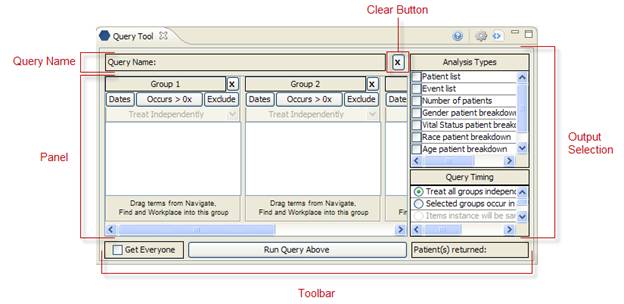 Clear Button
Query Tool
Query Name
Query Name:
x
Analysis Types
Group 1 x
Group 2 x
Dates Occurs > 0x Exclude
Dates Occurs > 0x Exclude
Treat Independently
Treat Independently
Patient list
Event list
Number of patients
Gender patient breakdown
Vital Status patient breakd
Race patient breakdown
Age patient breakdown
Panel
Output
Selection
Query Timing
Treat all groups independ
Selected groups occur in
Items instance will be sa
Drag terms from Navigate,
Find and Workplace into this group
Drag terms from Navigate,
Find and Workplace into this group
Get Everyone
Run Query Above
Patient(s) returned:
Toolbar